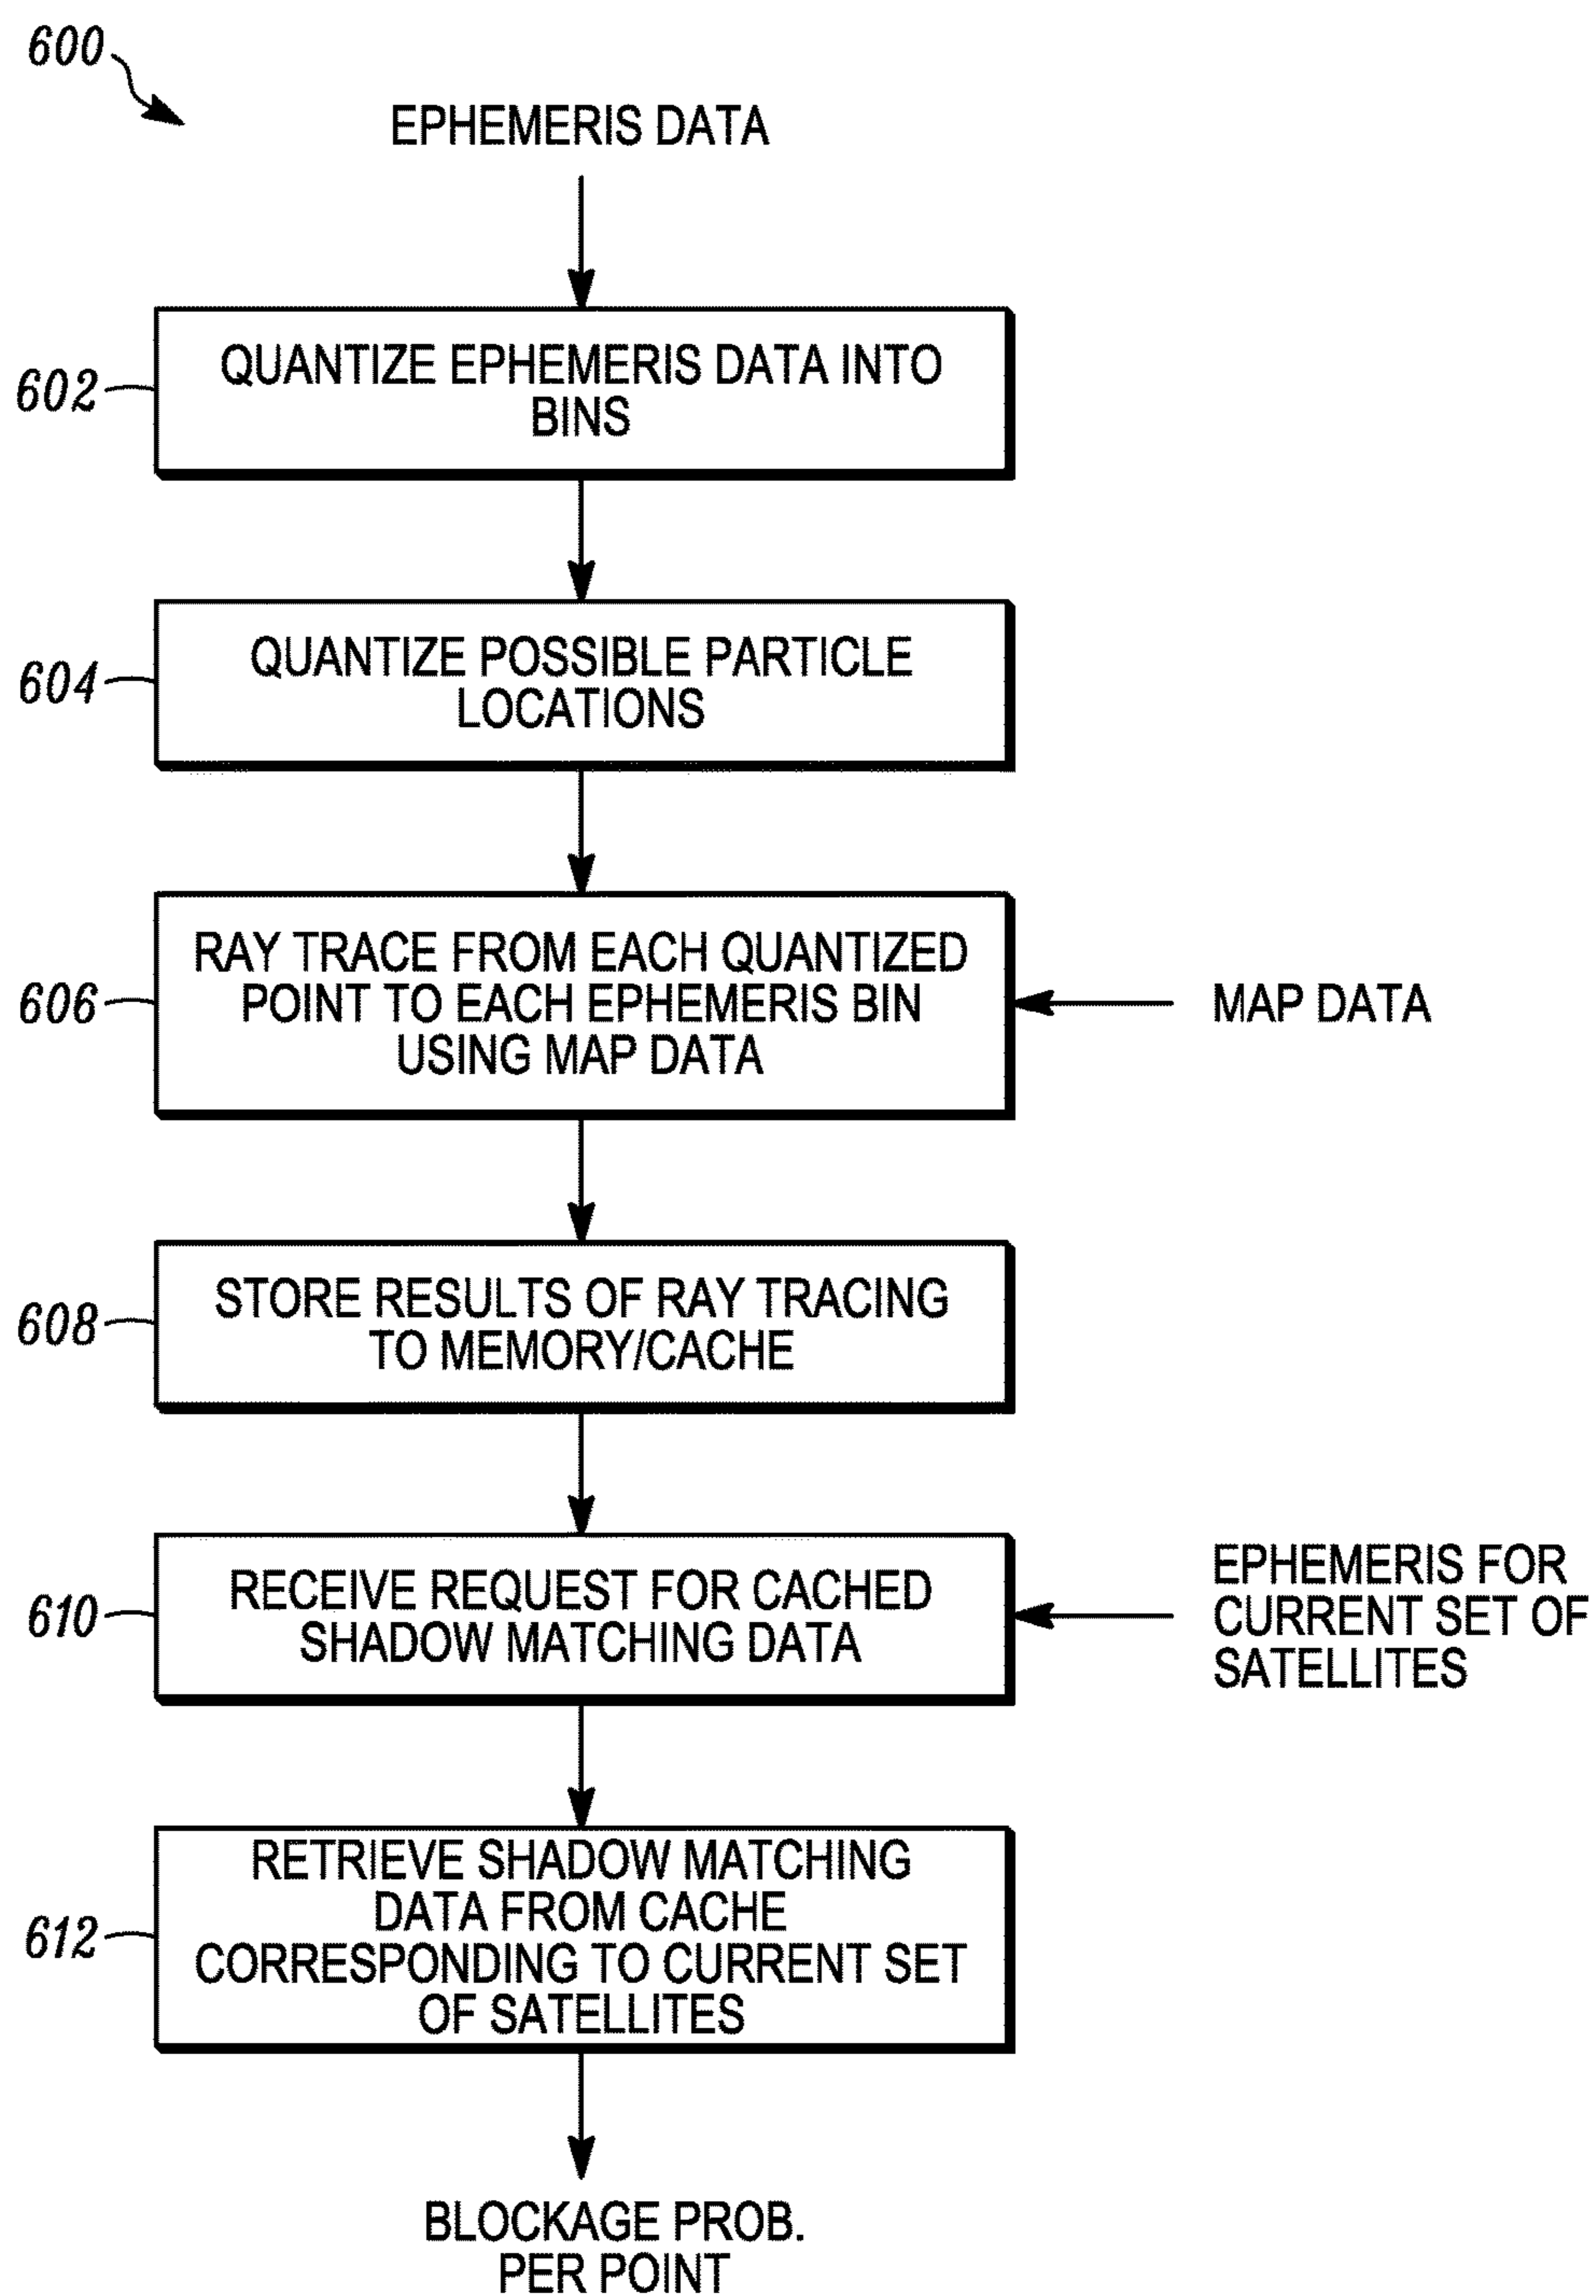 600
EPHEMERIS DATA
602
QUANTIZE EPHEMERIS DATA INTO
BINS
604
QUANTIZE POSSIBLE PARTICLE
LOCATIONS
606
RAY TRACE FROM EACH QUANTIZED
POINT TO EACH EPHEMERIS BIN
USING MAP DATA
MAP DATA
608
STORE RESULTS OF RAY TRACING
TO MEMORY/CACHE
610
RECEIVE REQUEST FOR CACHED
SHADOW MATCHING DATA
EPHEMERIS FOR
CURRENT SET OF
SATELLITES
612
RETRIEVE SHADOW MATCHING
DATA FROM CACHE
CORRESPONDING TO CURRENT SET
OF SATELLITES
BLOCKAGE PROB.
PER POINT